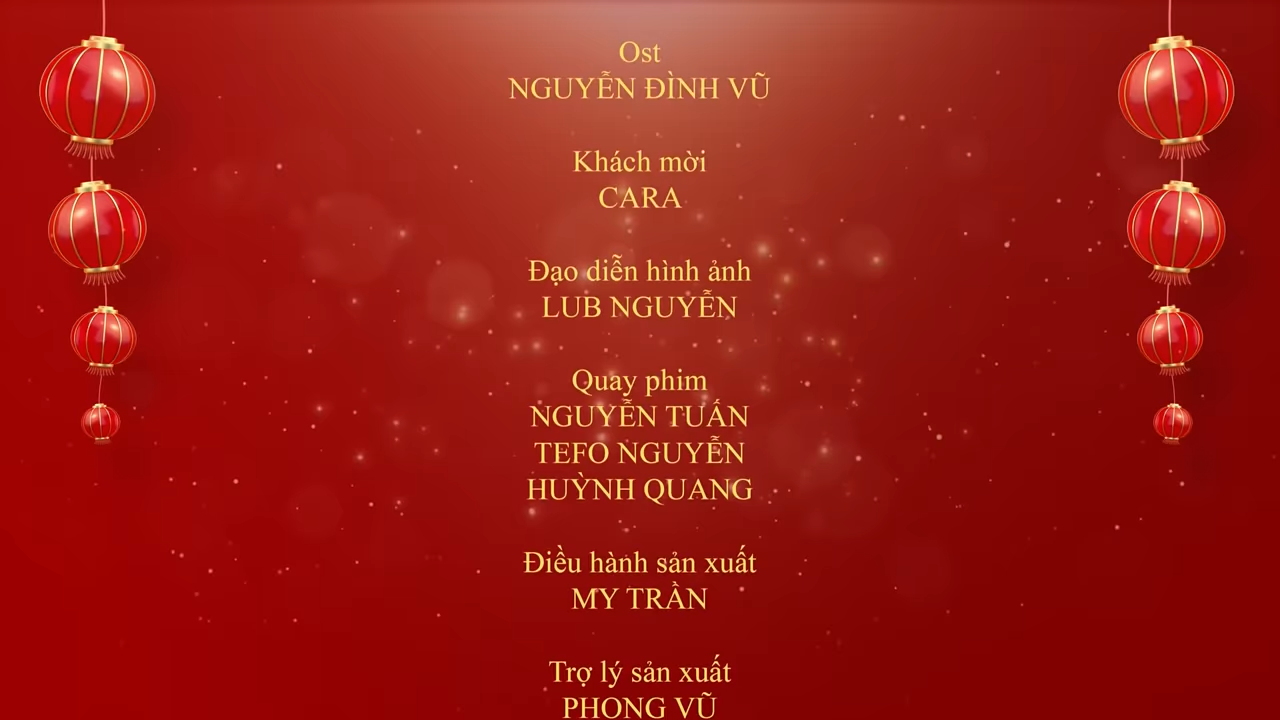 Ost
NGUYỄN ĐÌNH VŨ
Khách mời
CARA
Đạo diễn hình ảnh
LUB NGUYỄN
Quay phim
NGUYỄN TUẤN
TEFO NGUYỄN
HUỲNH QUANG
Điều hành sản xuất
MY TRẦN
Trợ lý sản xuất
PHONG VŨ